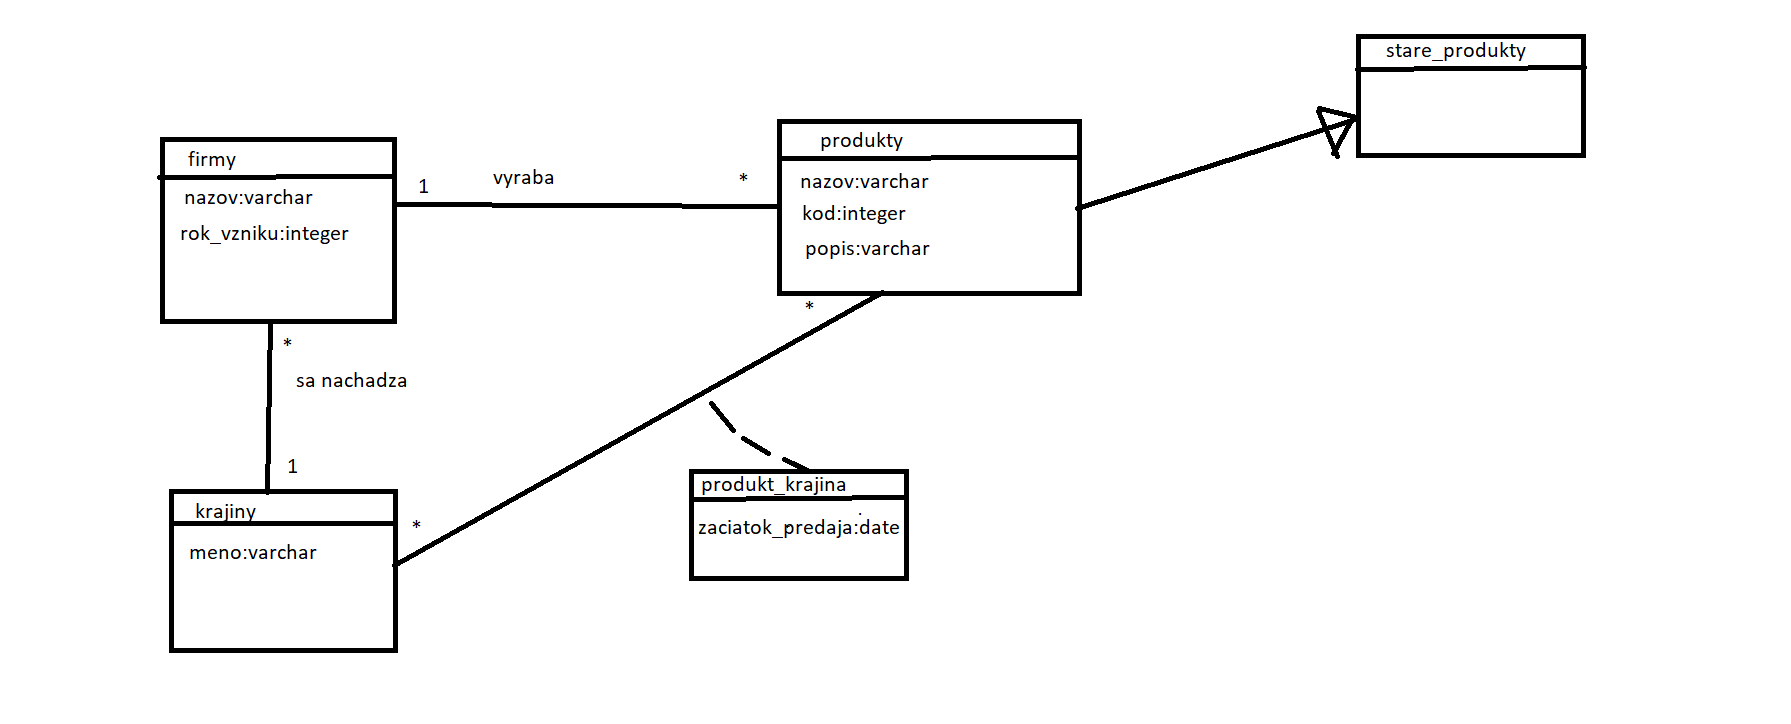 stare_produkty
firmy
nazov:varchar
rok_vzniku:integer
1
vyraba
*
produkty
nazov:varchar
kod:integer
popis:varchar
*
sa nachadza
1
*
krajiny
meno:varchar
*
produkt_krajina
zaciatok_predaja:date